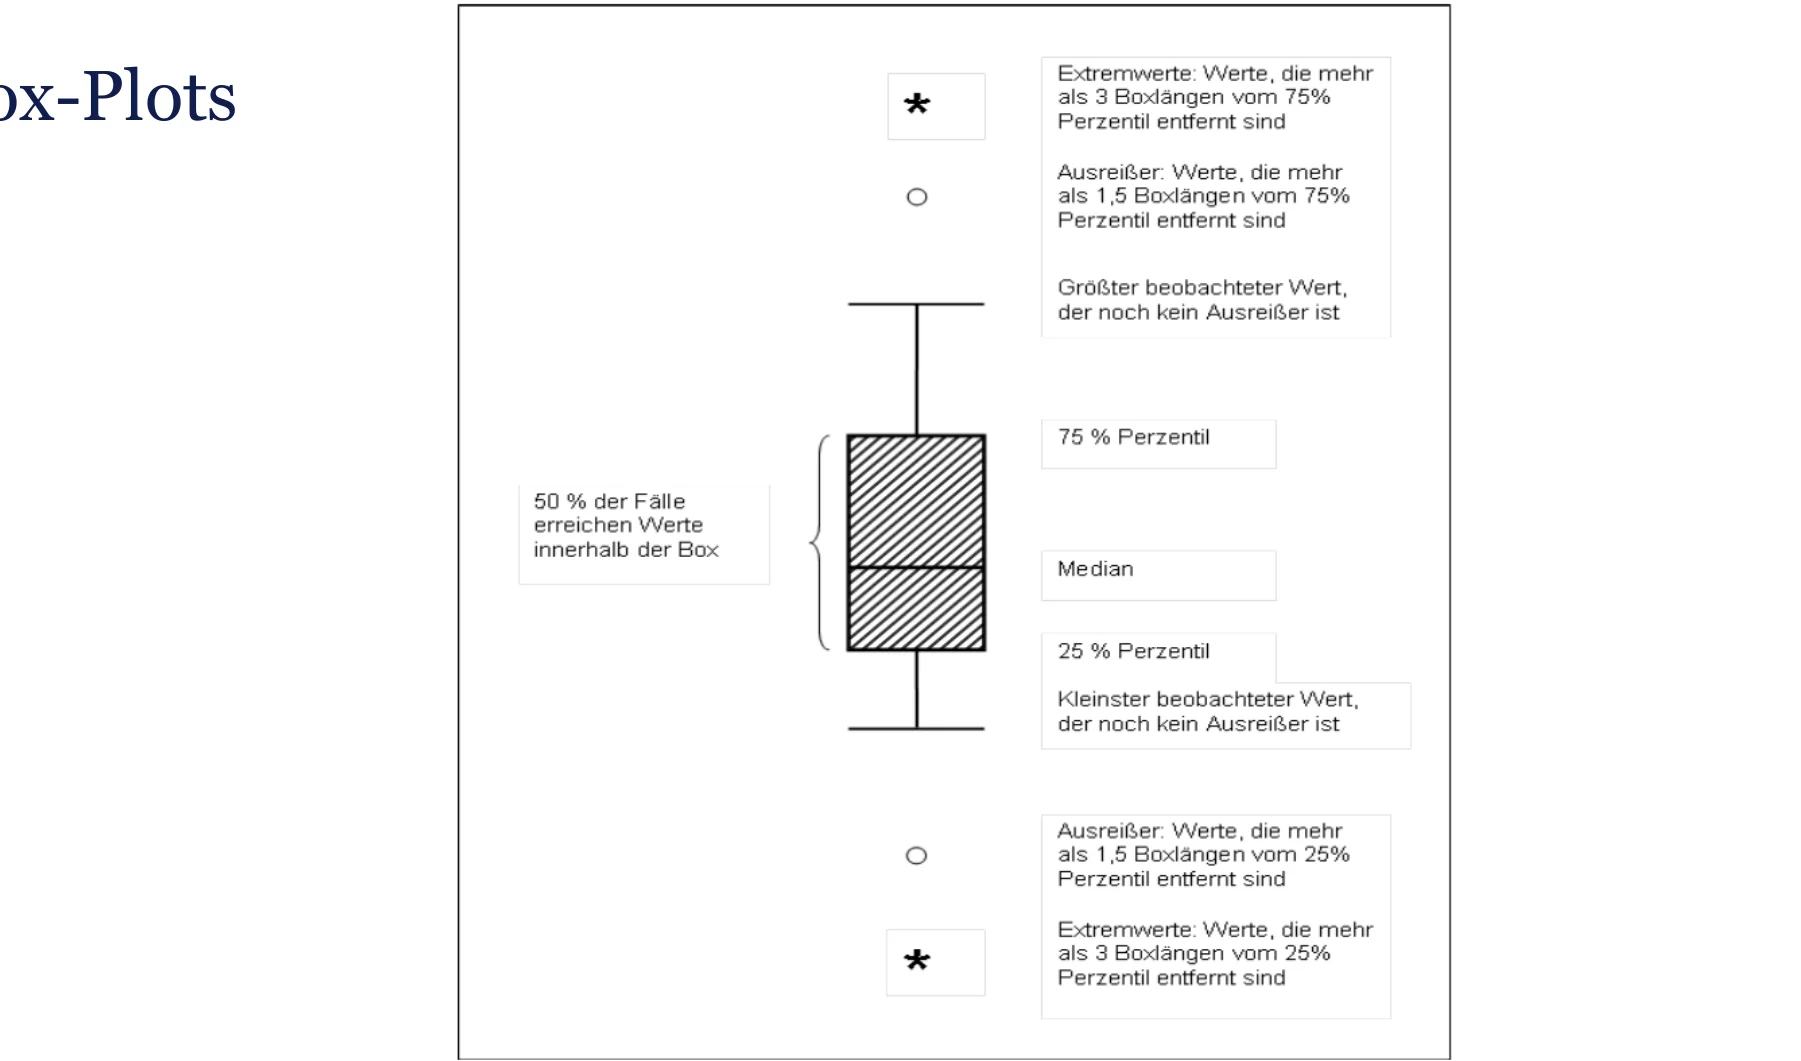 ox-Plots
Extremwerte: Werte, die mehr
als 3 Boxlängen vom 75%
Perzentil entfernt sind
*
Ausreißer: Werte, die mehr
als 1,5 Boxlängen vom 75%
Perzentil entfernt sind
Größter beobachteter Wert,
der noch kein Ausreißer ist
75 % Perzentil
50 % der Fälle
erreichen Werte
innerhalb der Box
Median
25 % Perzentil
Kleinster beobachteter Wert,
der noch kein Ausreißer ist
Ausreißer: Werte, die mehr
als 1,5 Boxlängen vom 25%
Perzentil entfernt sind
Extremwerte: Werte, die mehr
als 3 Boxlängen vom 25%
Perzentil entfernt sind
*